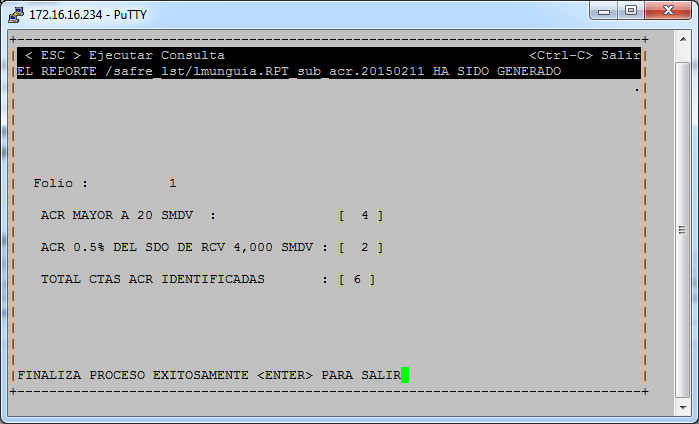 172.16.16.234 - PuTTY
< ESC > Ejecutar Consulta <Ctrl-C> Salir
EL REPORTE /safre_lst/lmunguia.RPT_sub_acr.20150211 HA SIDO GENERADO
.
Folio : 1
ACR MAYOR A 20 SMDV : [ 4 ]
ACR 0.5% DEL SDO DE RCV 4,000 SMDV : [ 2 ]
TOTAL CTAS ACR IDENTIFICADAS : [ 6 ]
FINALIZA PROCESO EXITOSAMENTE <ENTER> PARA SALIR